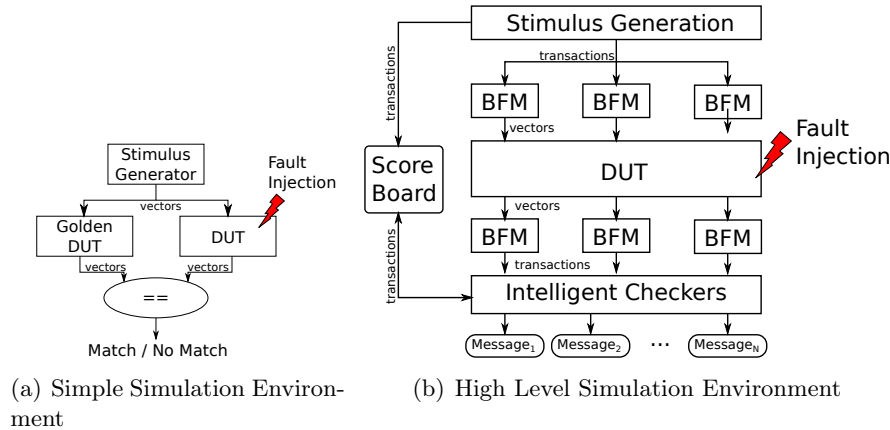 Stimulus
Generator
Fault
Injection
vectors
Golden
DUT
DUT
vectors
vectors
==
Match / No Match
(a) Simple Simulation Environ-
ment
Stimulus Generation
transactions
transactions
BFM
BFM
BFM
vectors
Fault
Injection
Score
Board
DUT
vectors
BFM
BFM
BFM
transactions
transactions
Intelligent Checkers
Message1
Message2
...
MessageN
(b) High Level Simulation Environment